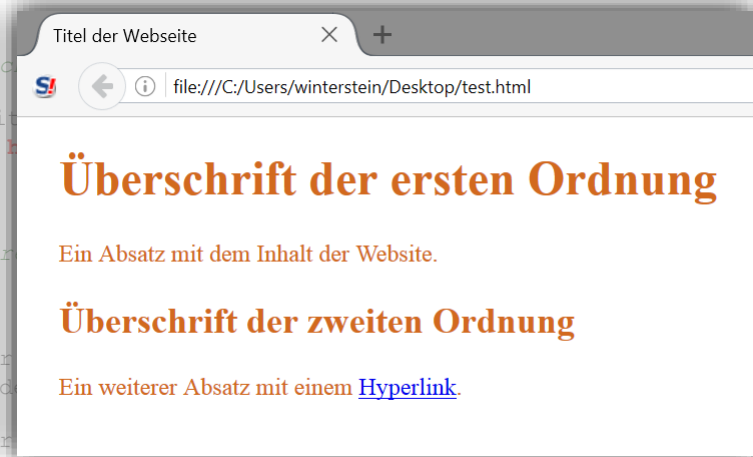 Titel der Webseite
S!
file:///C:/Users/winterstein/Desktop/test.html
Überschrift der ersten Ordnung
Ein Absatz mit dem Inhalt der Website.
Überschrift der zweiten Ordnung
Ein weiterer Absatz mit einem Hyperlink.